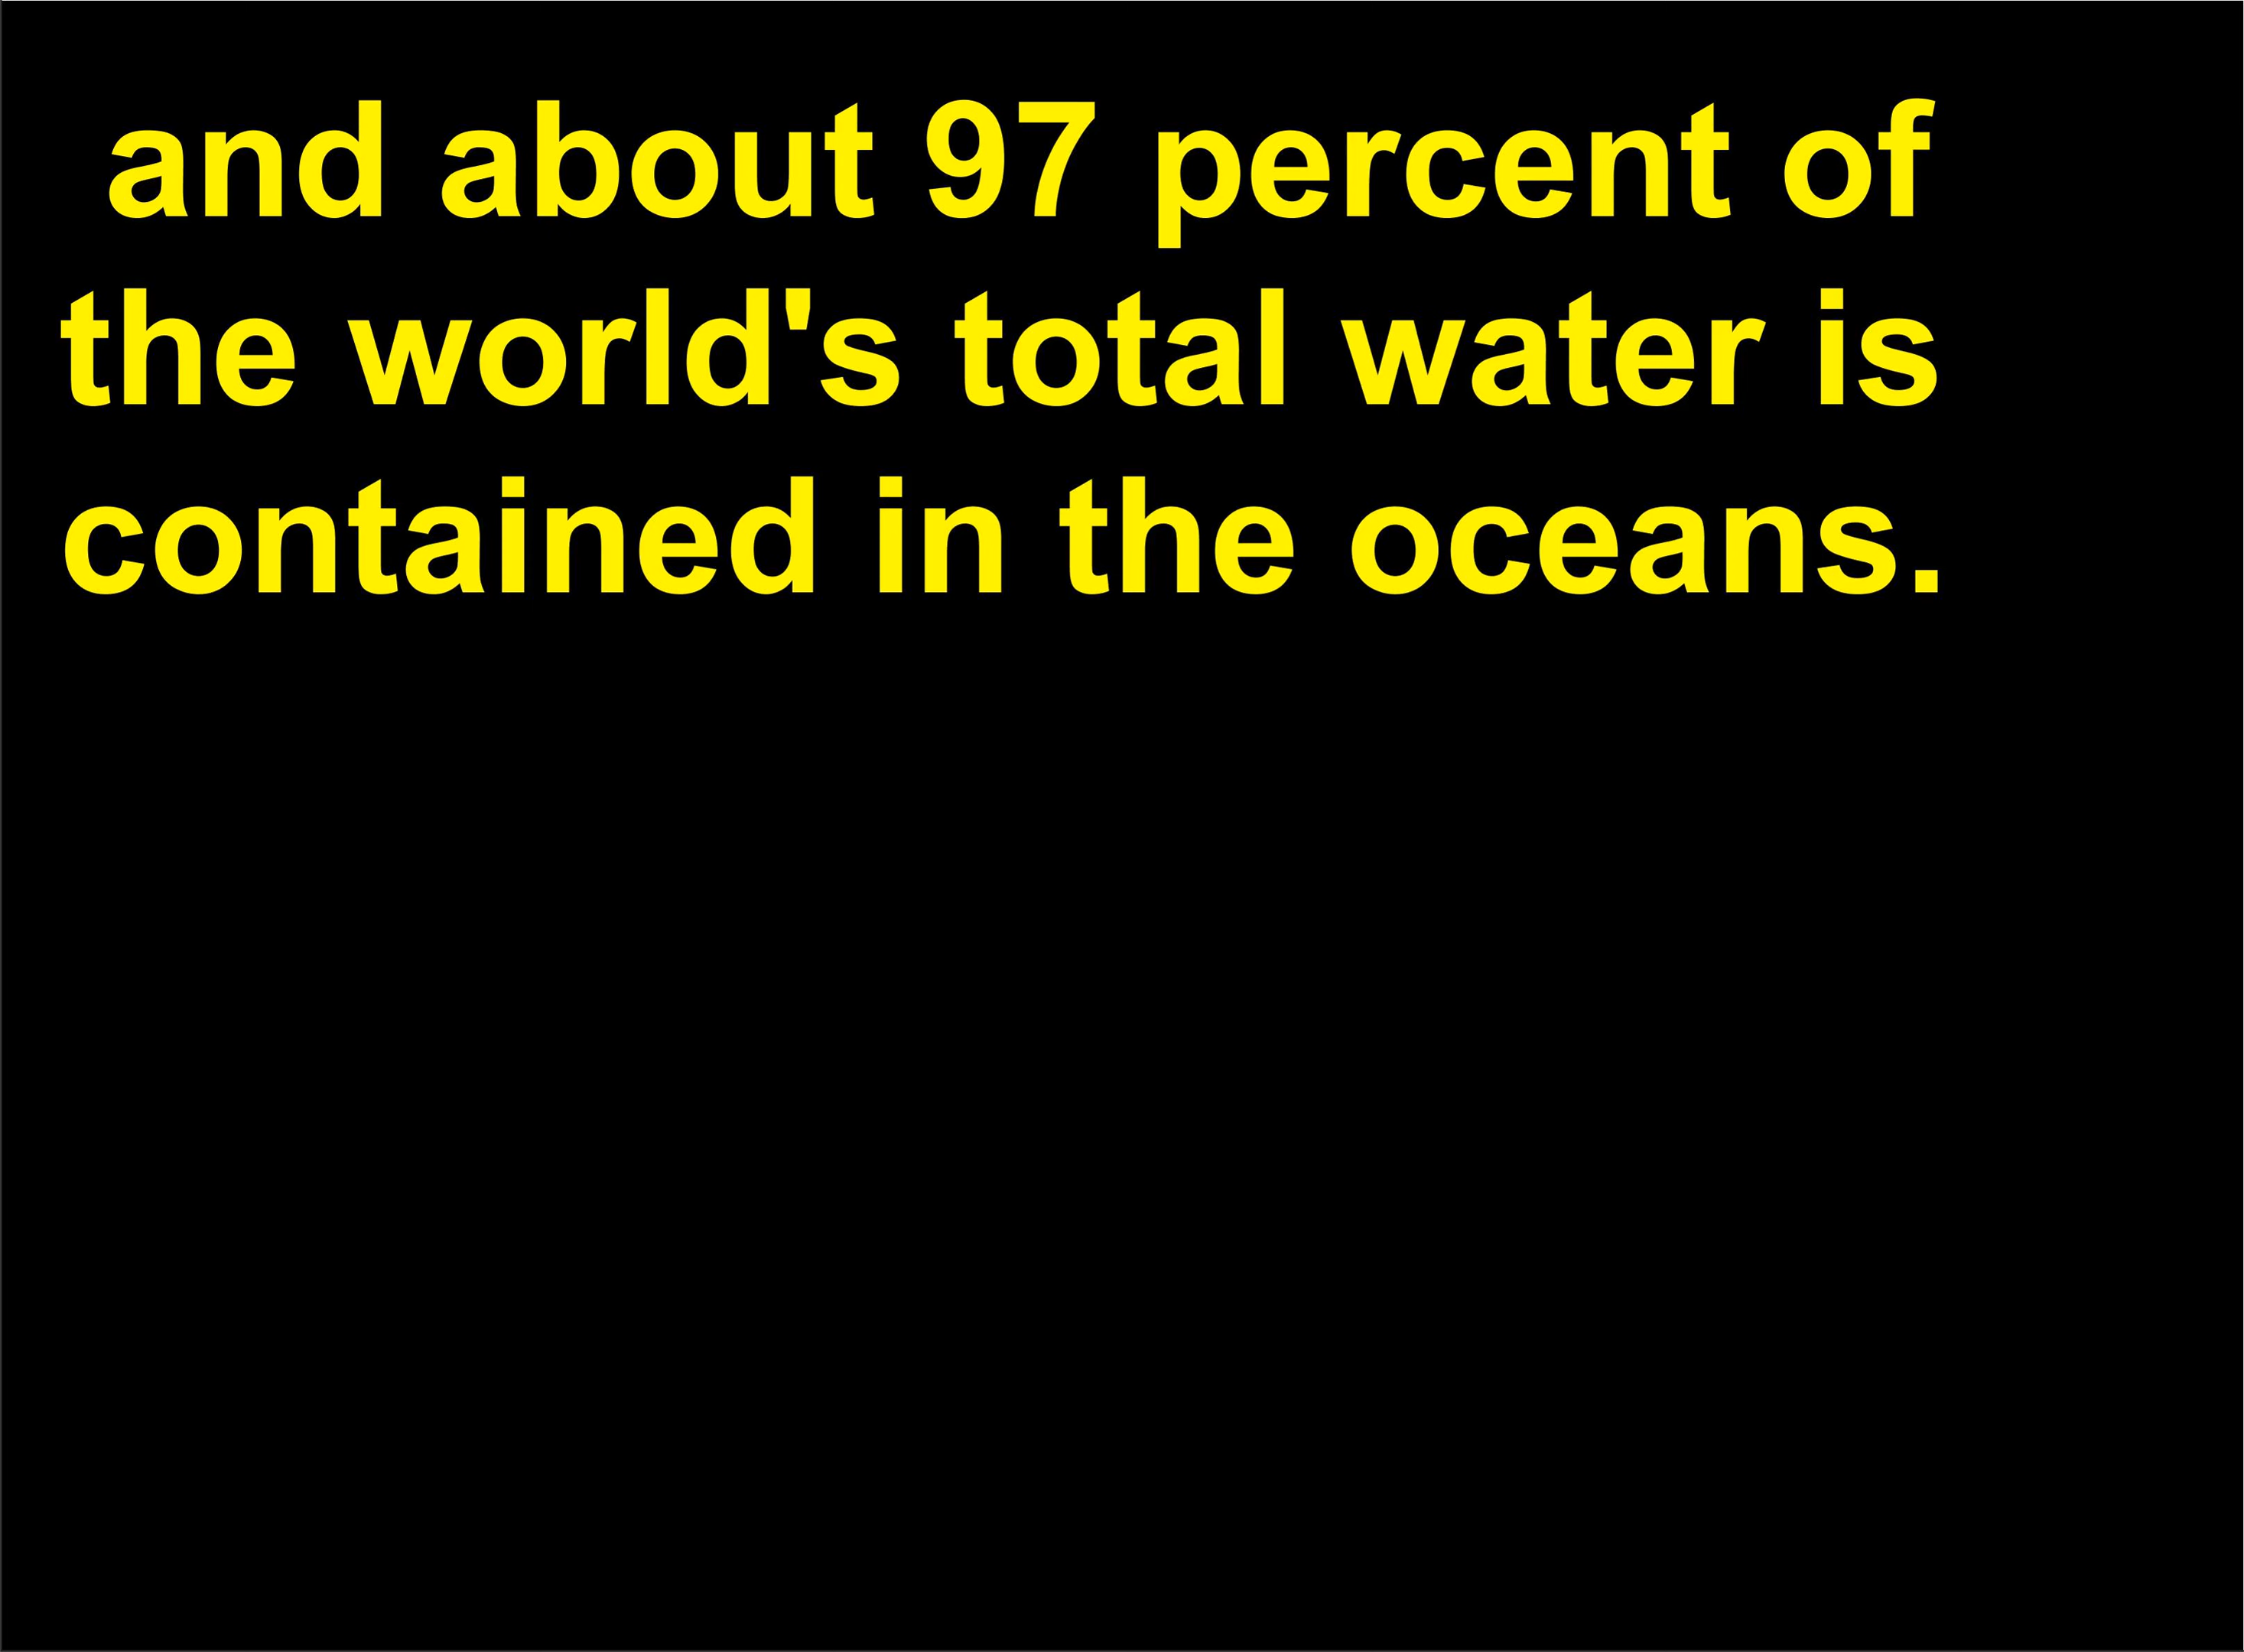 and about 97 percent of
the world's total water is
contained in the oceans.